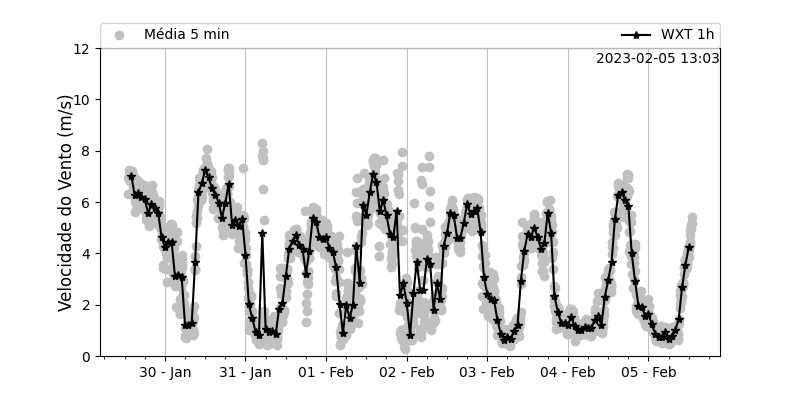 Média 5 min
WXT 1h
2023-02-05 13:03
Velocidade do Vento (m/s)
12
10
8
6
4
2
0
30 - Jan
31 - Jan
01 - Feb
02 - Feb
03 - Feb
04 - Feb
05 - Feb